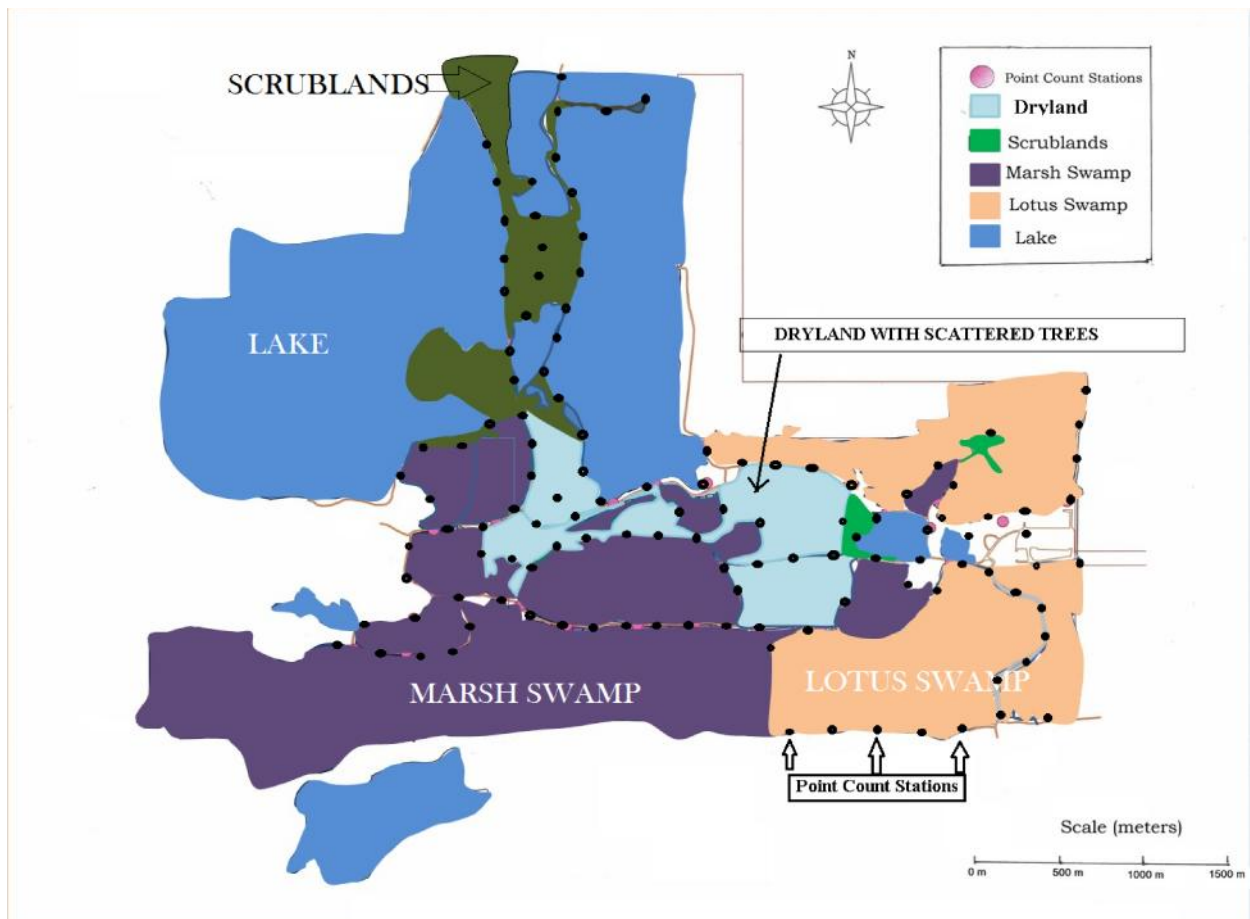 SCRUBLANDS
N
Point Count Stations
Dryland
Scrublands
Marsh Swamp
Lotus Swamp
Lake
LAKE
DRYLAND WITH SCATTERED TREES
MARSH SWAMP
LOTUS SWAMP
Point Count Stations
Scale (meters)
0 m
500 m
1000 m
1500 m